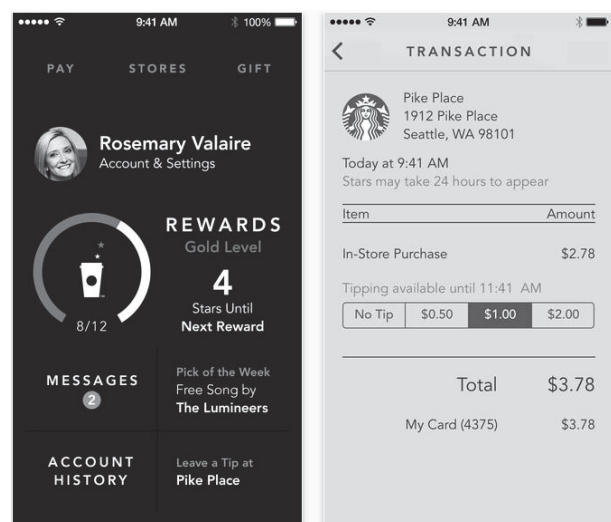 9:41 AM
100%
PAY STORES GIFT
Rosemary Valaire
Account & Settings
REWARDS
Gold Level
4
Stars Until
Next Reward
8/12
MESSAGES
2
Pick of the Week
Free Song by
The Lumineers
ACCOUNT
HISTORY
Leave a Tip at
Pike Place
9:41 AM
TRANSACTION
Pike Place
1912 Pike Place
Seattle, WA 98101
Today at 9:41 AM
Stars may take 24 hours to appear
Item Amount
In-Store Purchase $2.78
Tipping available until 11:41 AM
No Tip $0.50 $1.00 $2.00
Total $3.78
My Card (4375) $3.78